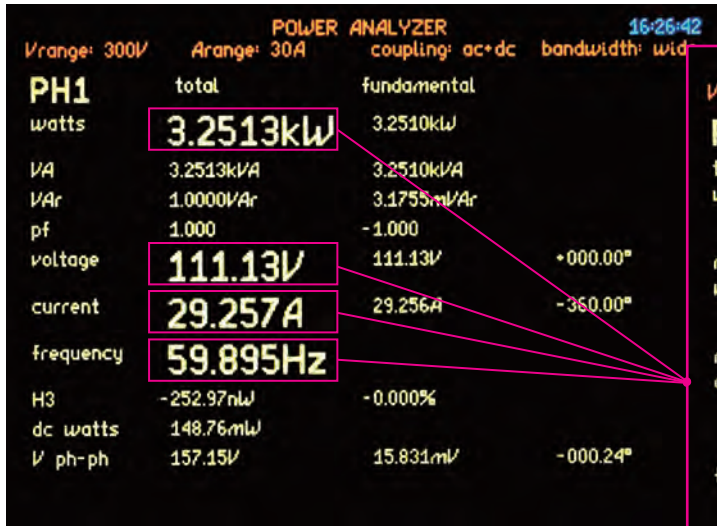 POWER ANALYZER 16:26:42
Vrange: 300V Arange: 30A coupling: ac+dc bandwidth: wide
PH1 total fundamental
watts 3.2513kW 3.2510kW
VA 3.2513kVA 3.2510kVA
VAr 1.0000VAr 3.1755mVAr
pf 1.000 -1.000
voltage 111.13V 111.13V +000.00°
current 29.257A 29.256A -360.00°
frequency 59.895Hz
H3 -252.97nW -0.000%
dc watts 148.76mW
V ph-ph 157.15V 15.831mV -000.24°